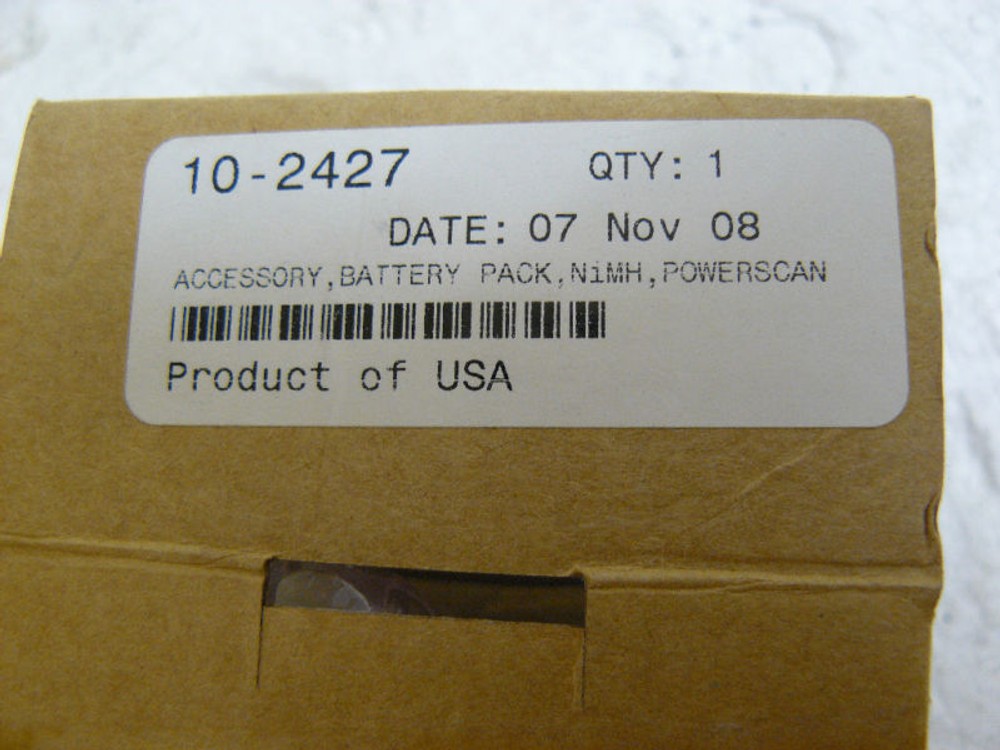 10-2427 QTY: 1
DATE: 07 Nov 08
ACCESSORY,BATTERY PACK,NiMH,POWERSCAN
Product of USA